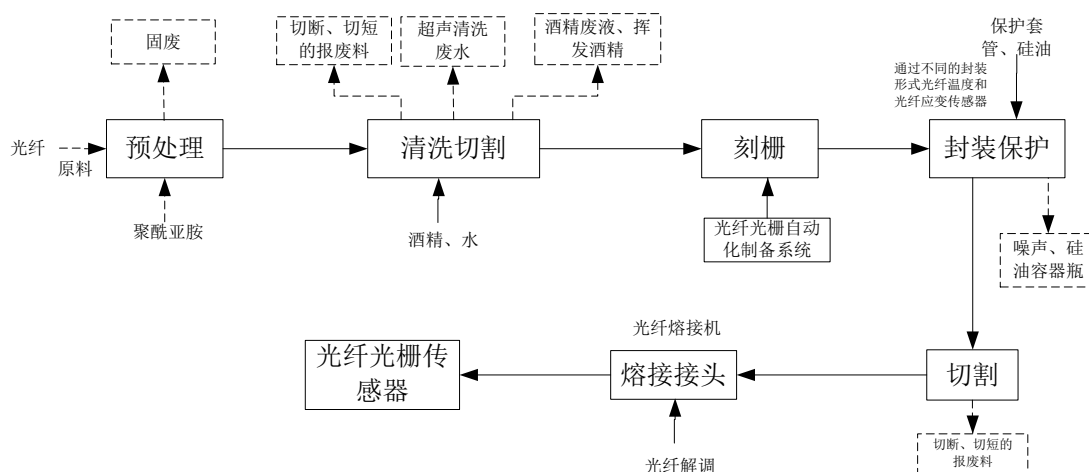 固废
切断、切短
的报废料
超声清洗
废水
酒精废液、挥
发酒精
保护套
管、硅油
通过不同的封装
形式光纤温度和
光纤应变传感器
光纤
原料
预处理
清洗切割
刻栅
封装保护
聚酰亚胺
酒精、水
光纤光栅自动
化制备系统
噪声、硅
油容器瓶
光纤熔接机
光纤光栅传
感器
熔接接头
切割
光纤解调
切断、切短的
报废料